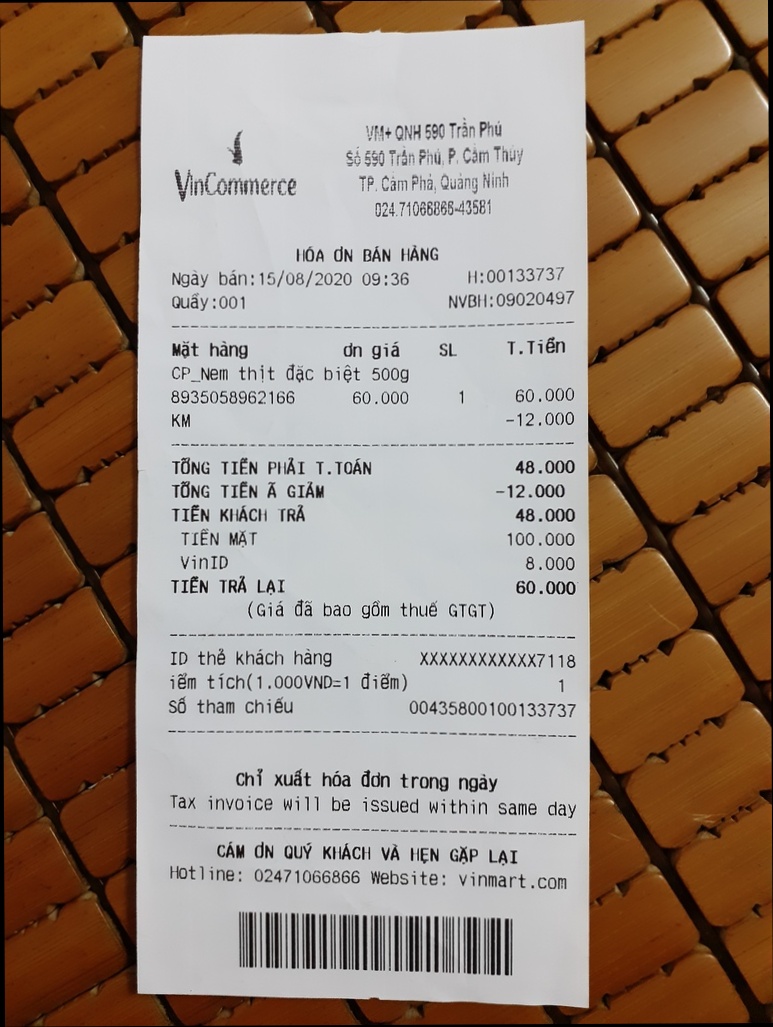 VinCommerce
VM+ QNH 590 Trần Phú
Số 590 Trần Phú, P. Cẩm Thủy
TP. Cẩm Phả, Quảng Ninh
024.71066866-43581
HÓA ƠN BÁN HÀNG
Ngày bán:15/08/2020 09:36 H:00133737
Quầy:001 NVBH:09020497
Mặt hàng ơn giá SL T.Tiền
CP_Nem thịt đặc biệt 500g
8935058962166 60.000 1 60.000
KM -12.000
TỔNG TIỀN PHẢI T.TOÁN 48.000
TỔNG TIỀN Ã GIẢM -12.000
TIỀN KHÁCH TRẢ 48.000
TIỀN MẶT 100.000
VinID 8.000
TIỀN TRẢ LẠI 60.000
(Giá đã bao gồm thuế GTGT)
ID thẻ khách hàng XXXXXXXXXXXX7118
iểm tích(1.000VND=1 điểm) 1
Số tham chiếu 00435800100133737
Chỉ xuất hóa đơn trong ngày
Tax invoice will be issued within same day
CÁM ƠN QUÝ KHÁCH VÀ HẸN GẶP LẠI
Hotline: 02471066866 Website: vinmart.com